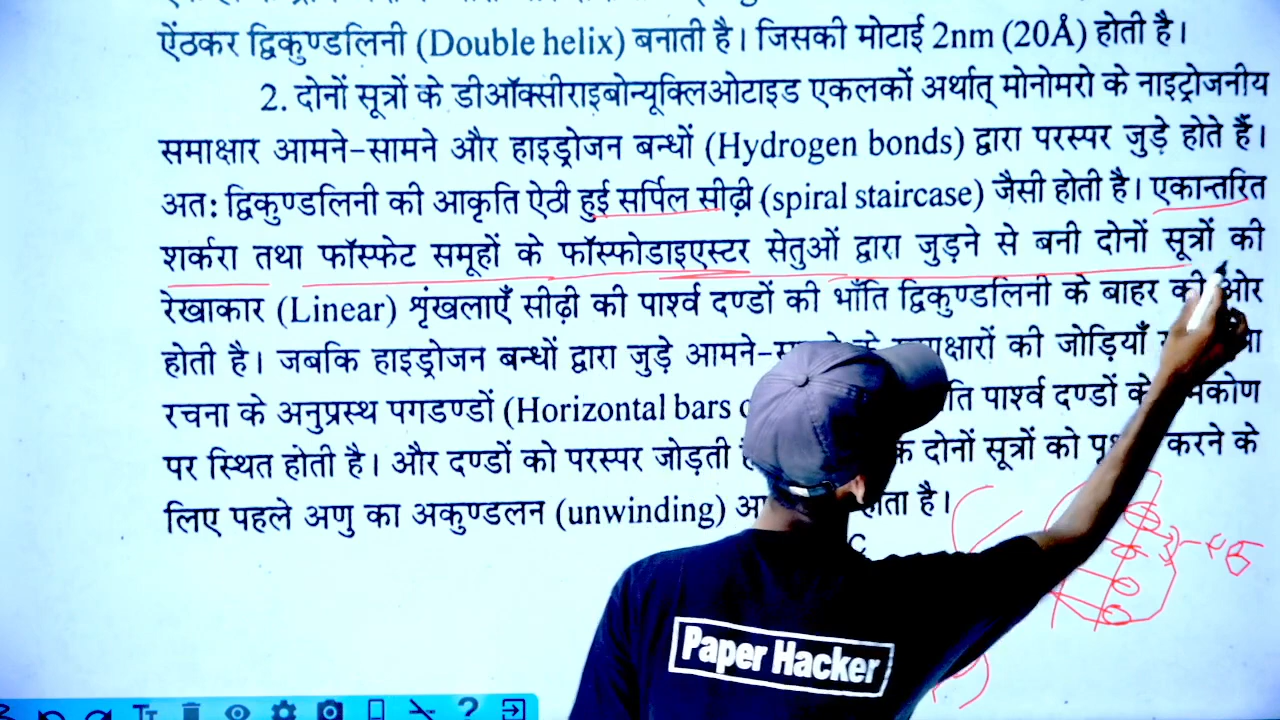 ऐंठकर द्विकुण्डलिनी (Double helix) बनाती है। जिसकी मोटाई 2nm (20Å) होती है।
2. दोनों सूत्रों के डीऑक्सीराइबोन्यूक्लिओटाइड एकलकों अर्थात् मोनोमरो के नाइट्रोजनीय
समाक्षार आमने-सामने और हाइड्रोजन बन्धों (Hydrogen bonds) द्वारा परस्पर जुड़े होते हैं।
अतः द्विकुण्डलिनी की आकृति ऐठी हुई सर्पिल सीढ़ी (spiral staircase) जैसी होती है। एकान्तरित
शर्करा तथा फॉस्फेट समूहों के फॉस्फोडाइएस्टर सेतुओं द्वारा जुड़ने से बनी दोनों सूत्रों की
रेखाकार (Linear) शृंखलाएँ सीढ़ी की पार्श्व दण्डों की भाँति द्विकुण्डलिनी के बाहर की ओर
होती है। जबकि हाइड्रोजन बन्धों द्वारा जुड़े की जोड़ियाँ
रचना के अनुप्रस्थ पगडण्डों (Horizontal bars पार्श्व दण्डों के
पर स्थित होती है। और दण्डों को परस्पर जोड़ती दोनों सूत्रों को करने के
लिए पहले अणु का अकुण्डलन (unwinding) होता है।
Paper Hacker